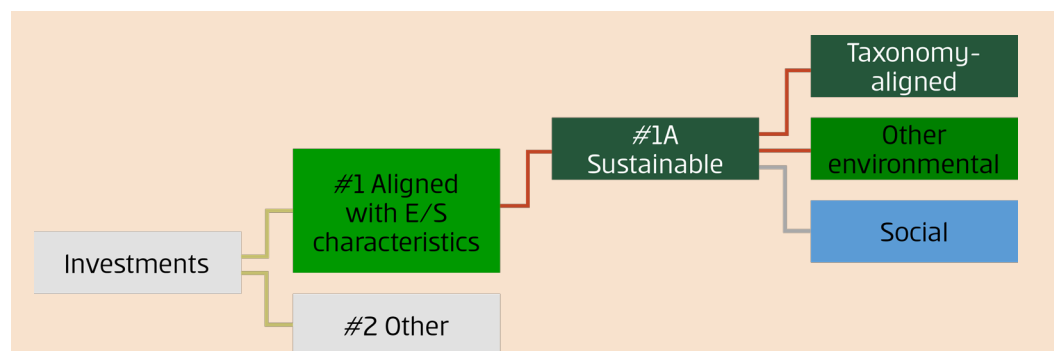 Taxonomy-
aligned
#1A
Sustainable
Other
environmental
#1 Aligned
with E/S
characteristics
Social
Investments
#2 Other